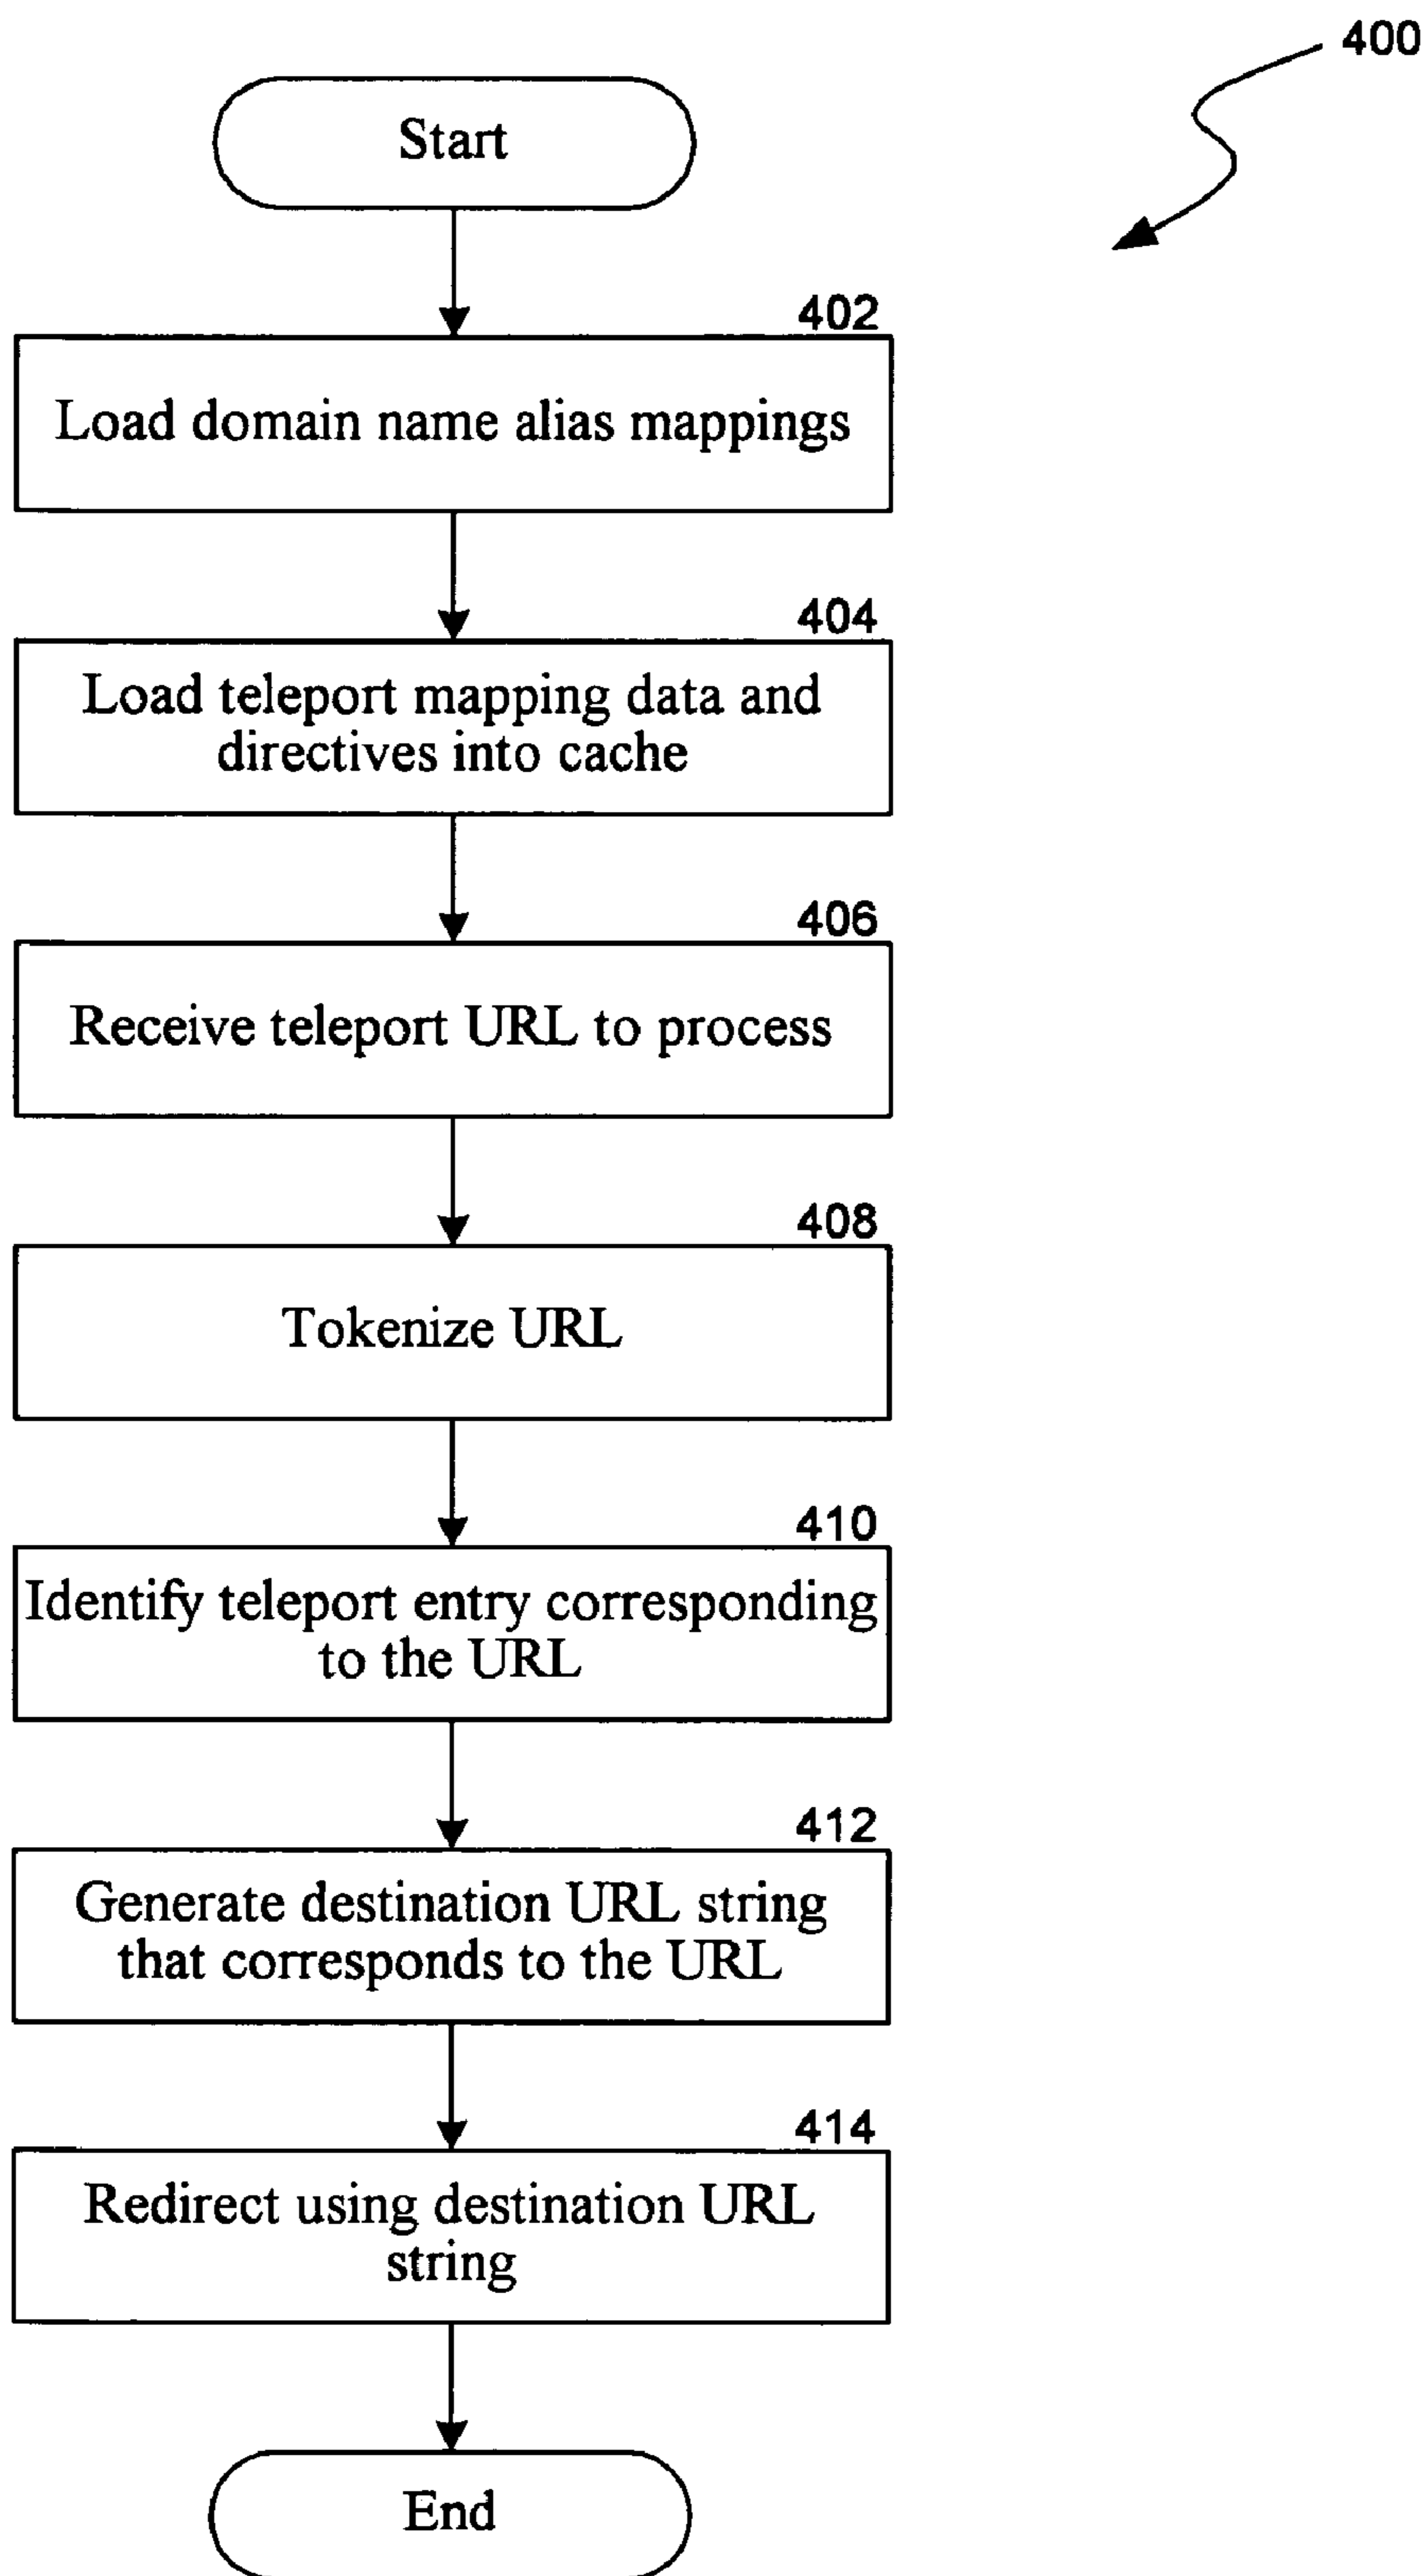 400
Start
402
Load domain name alias mappings
404
Load teleport mapping data and
directives into cache
406
Receive teleport URL to process
408
Tokenize URL
410
Identify teleport entry corresponding
to the URL
412
Generate destination URL string
that corresponds to the URL
414
Redirect using destination URL
string
End